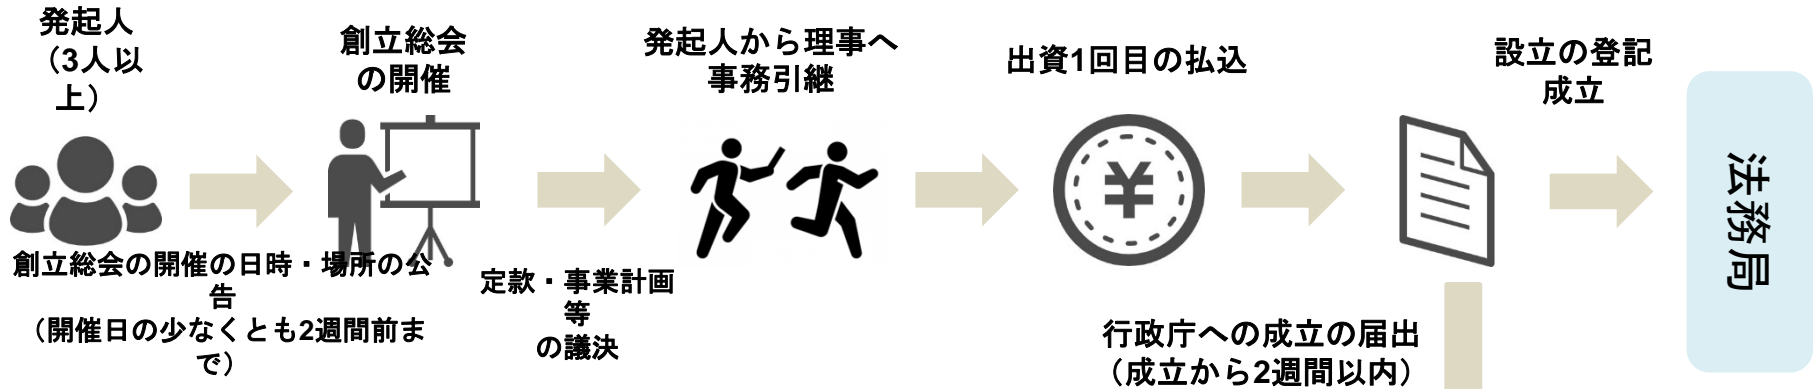 発起人
（3人以
上）
創立総会
の開催
発起人から理事へ
事務引継
出資1回目の払込
設立の登記
成立
法務局
創立総会の開催の日時・場所の公
告
（開催日の少なくとも2週間前ま
で）
定款・事業計画
等
の議決
行政庁への成立の届出
（成立から2週間以内）